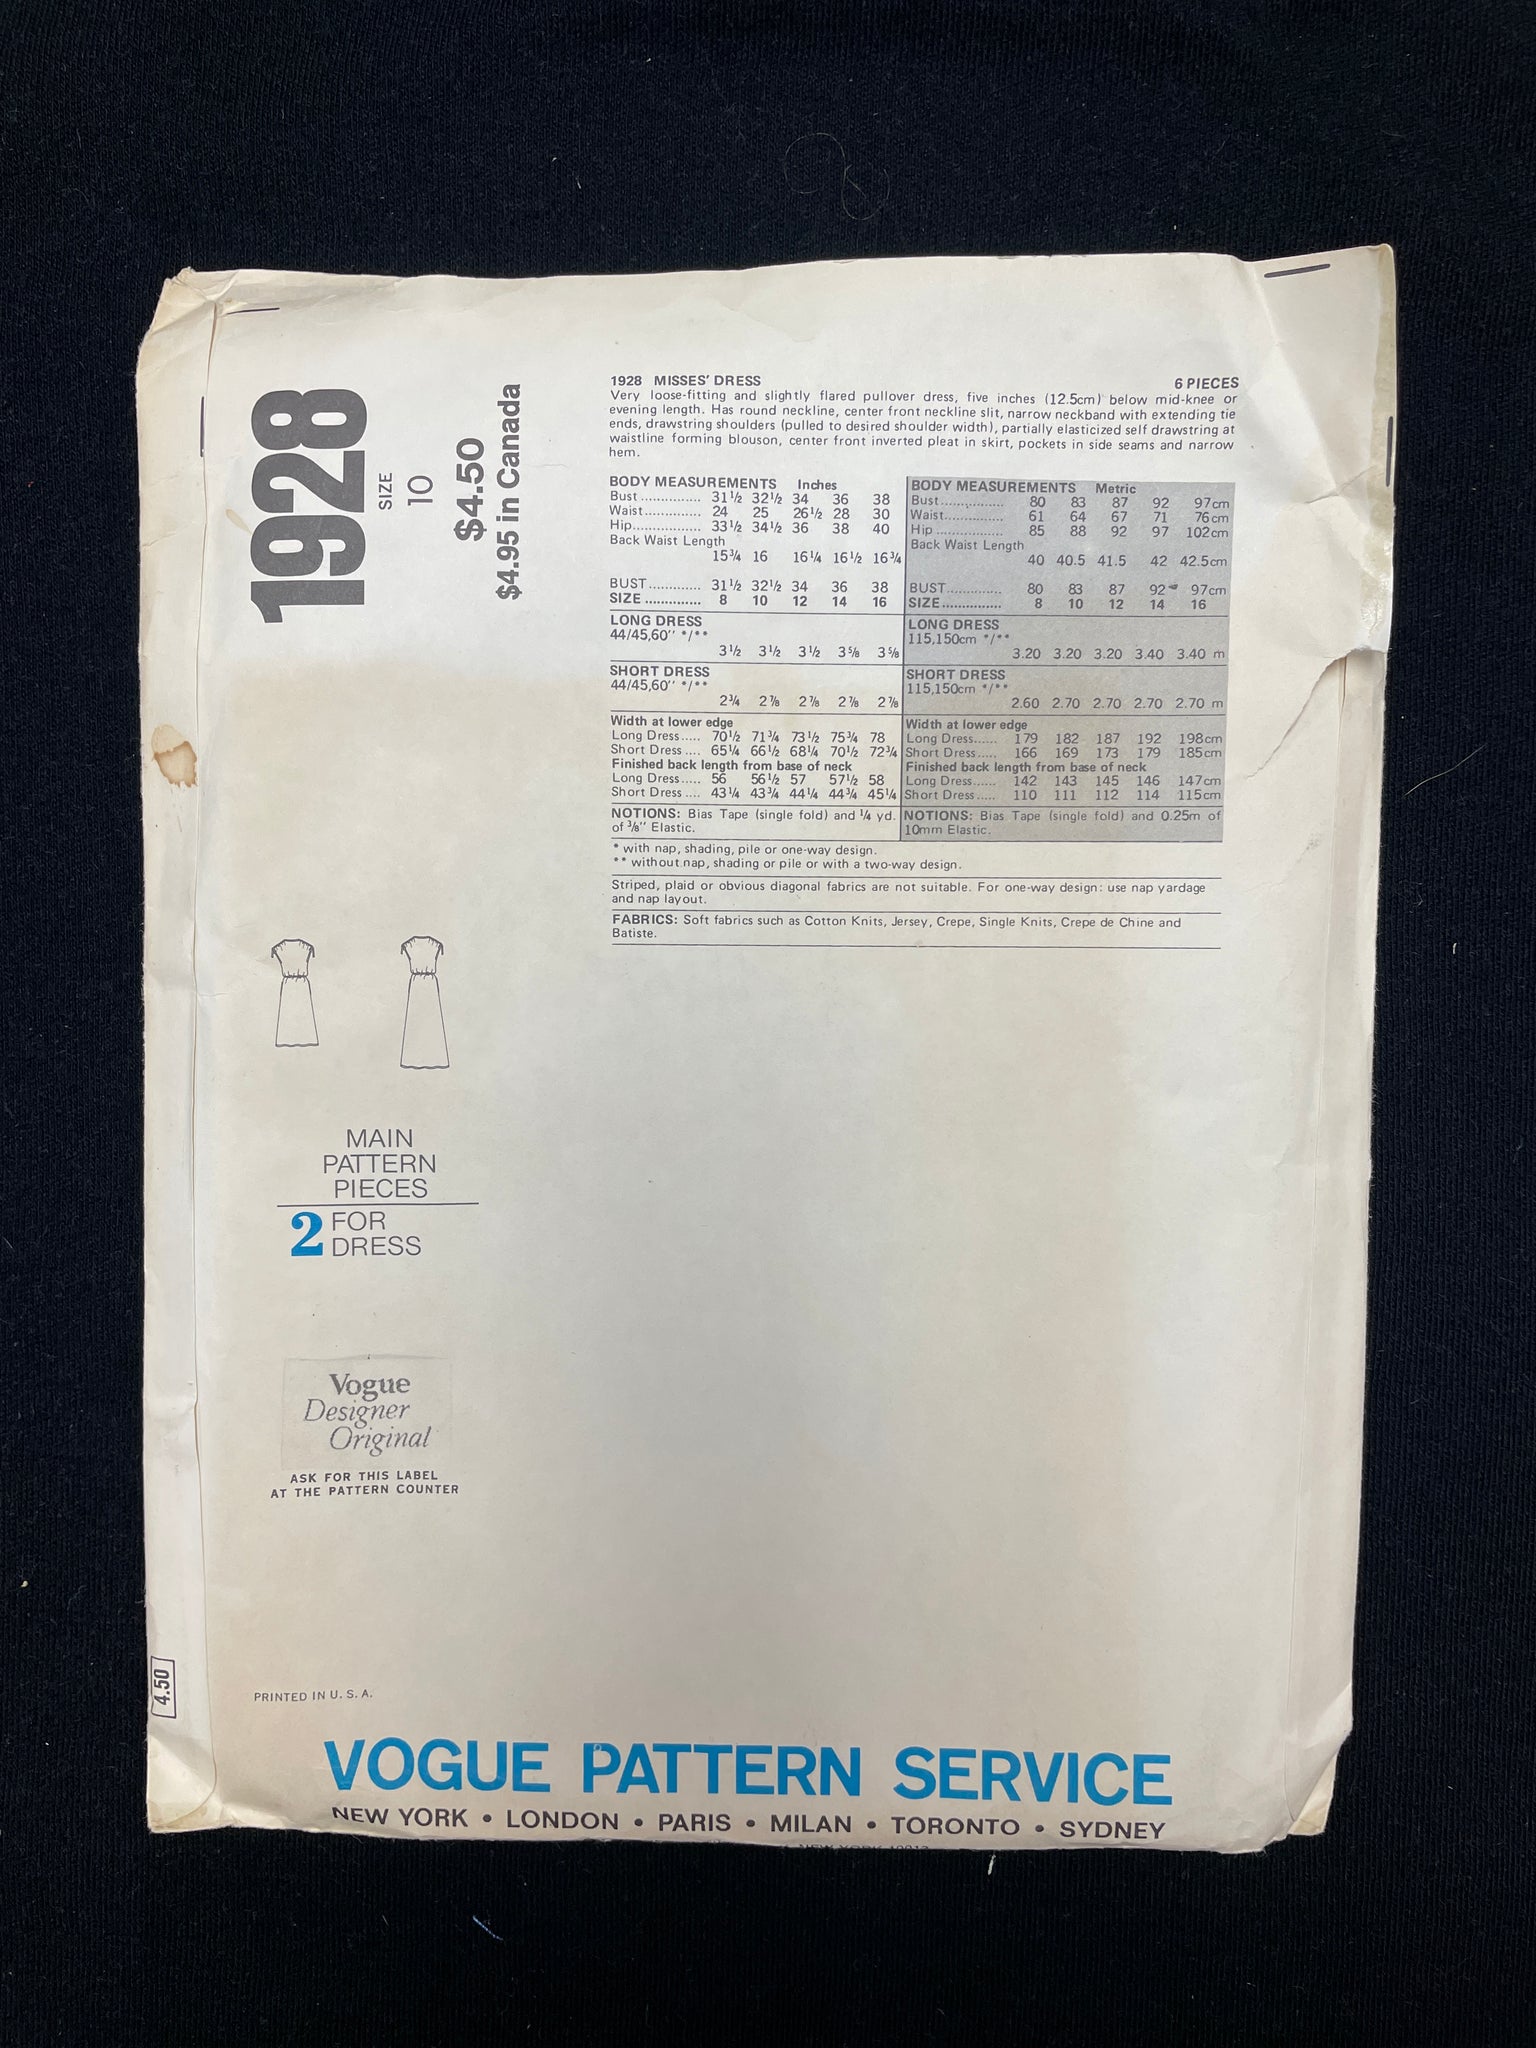 1928
SIZE
10
$4.50
$4.95 in Canada
1928 MISSES' DRESS 6 PIECES
Very loose-fitting and slightly flared pullover dress, five inches (12.5cm) below mid-knee or
evening length. Has round neckline, center front neckline slit, narrow neckband with extending tie
ends, drawstring shoulders (pulled to desired shoulder width), partially elasticized self drawstring at
waistline forming blouson, center front inverted pleat in skirt, pockets in side seams and narrow
hem.
BODY MEASUREMENTS Inches
Bust ............... 31½ 32½ 34 36 38
Waist ............. 24 25 26½ 28 30
Hip ................ 33½ 34½ 36 38 40
Back Waist Length
15¾ 16 16¼ 16½ 16¾
BUST ............ 31½ 32½ 34 36 38
SIZE .............. 8 10 12 14 16
LONG DRESS
44/45,60'' */**
3½ 3½ 3½ 3⅝ 3⅝
SHORT DRESS
44/45,60'' */**
2¾ 2⅞ 2⅞ 2⅞ 2⅞
Width at lower edge
Long Dress..... 70½ 71¾ 73½ 75¾ 78
Short Dress .... 65¼ 66½ 68¼ 70½ 72¾
Finished back length from base of neck
Long Dress..... 56 56½ 57 57½ 58
Short Dress .... 43¼ 43¾ 44¼ 44¾ 45¼
NOTIONS: Bias Tape (single fold) and ¼ yd.
of ⅜'' Elastic.
BODY MEASUREMENTS Metric
Bust............... 80 83 87 92 97cm
Waist............... 61 64 67 71 76cm
Hip ................ 85 88 92 97 102cm
Back Waist Length
40 40.5 41.5 42 42.5cm
BUST.............. 80 83 87 92 97cm
SIZE............... 8 10 12 14 16
LONG DRESS
115,150cm */**
3.20 3.20 3.20 3.40 3.40 m
SHORT DRESS
115,150cm */**
2.60 2.70 2.70 2.70 2.70 m
Width at lower edge
Long Dress...... 179 182 187 192 198cm
Short Dress..... 166 169 173 179 185cm
Finished back length from base of neck
Long Dress...... 142 143 145 146 147cm
Short Dress..... 110 111 112 114 115cm
NOTIONS: Bias Tape (single fold) and 0.25m of
10mm Elastic.
* with nap, shading, pile or one-way design.
** without nap, shading or pile or with a two-way design.
Striped, plaid or obvious diagonal fabrics are not suitable. For one-way design: use nap yardage
and nap layout.
FABRICS: Soft fabrics such as Cotton Knits, Jersey, Crepe, Single Knits, Crepe de Chine and
Batiste.
MAIN
PATTERN
PIECES
2 FOR
DRESS
Vogue
Designer
Original
ASK FOR THIS LABEL
AT THE PATTERN COUNTER
4.50
PRINTED IN U. S. A.
VOGUE PATTERN SERVICE
NEW YORK • LONDON • PARIS • MILAN • TORONTO • SYDNEY